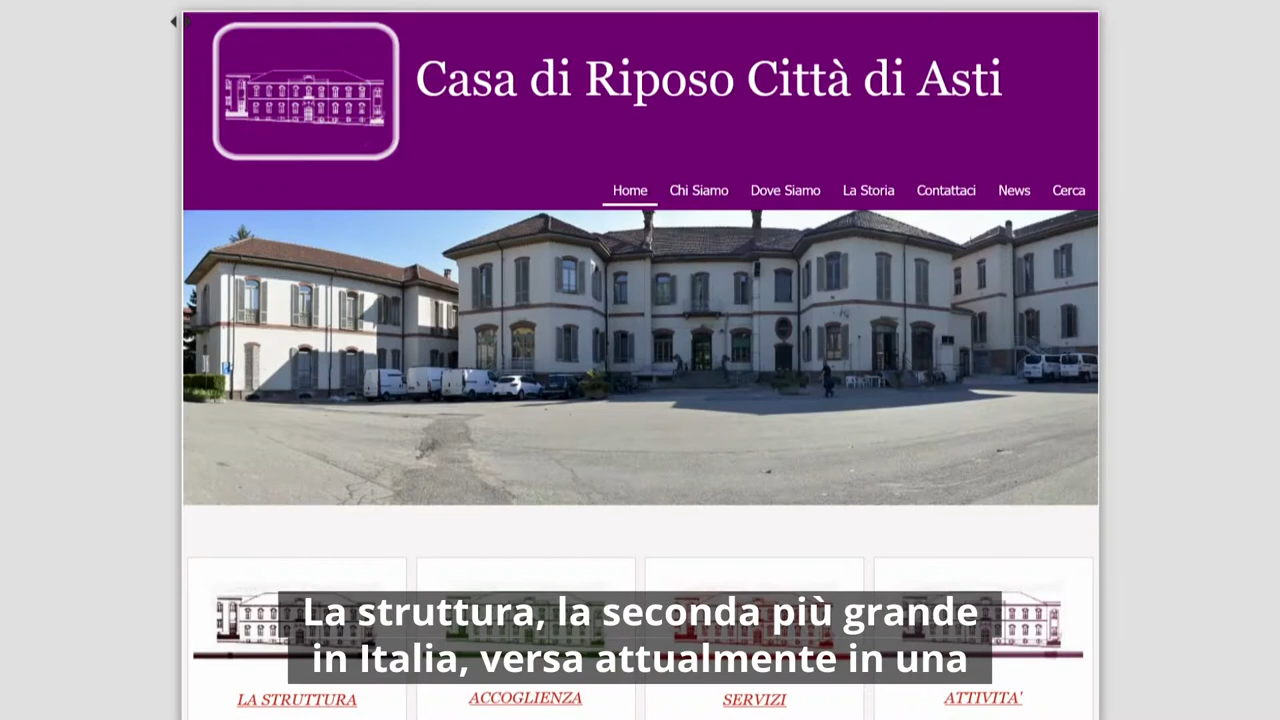 Casa di Riposo Città di Asti
Home Chi Siamo Dove Siamo La Storia Contattaci News Cerca
La struttura, la seconda più grande
in Italia, versa attualmente in una
LA STRUTTURA ACCOGLIENZA SERVIZI ATTIVITA'